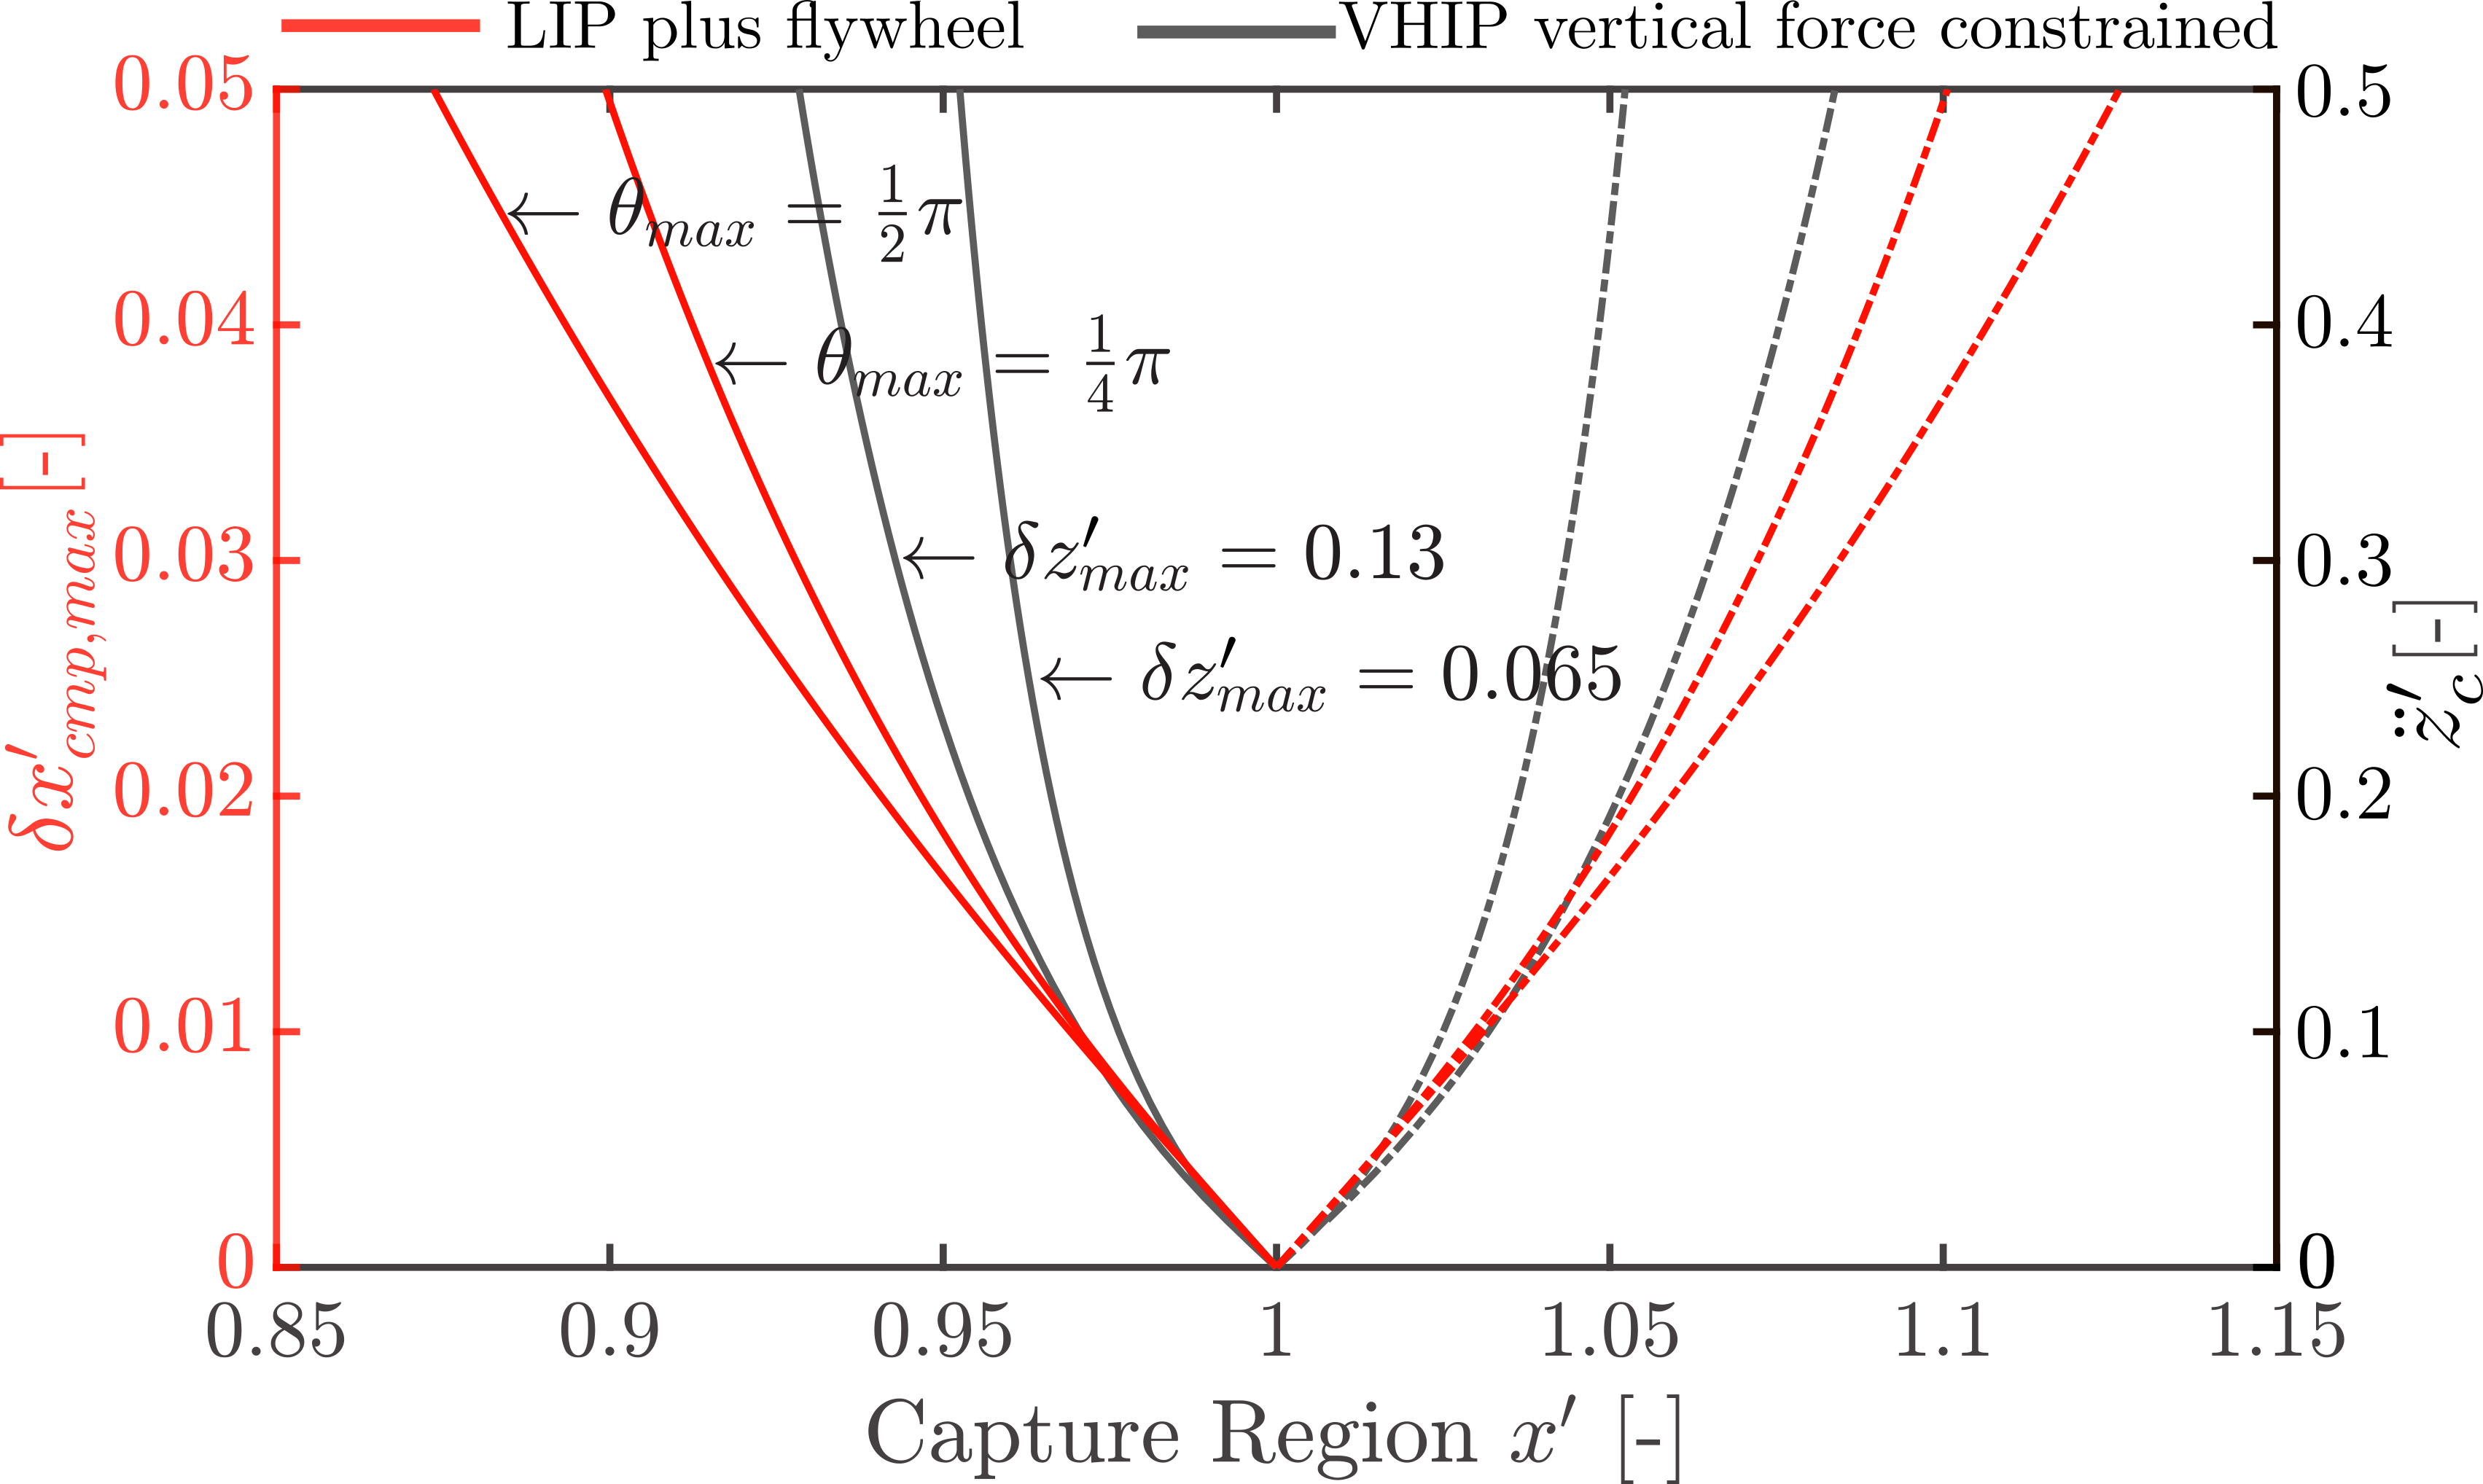 LIP plus flywheel VHIP vertical force constrained
0.05 0.5
← θmax = 1/2 π
0.04 0.4
← θmax = 1/4 π
δx′cmp,max [-]
0.03 0.3
← δz′max = 0.13
← δz′max = 0.065
z̈′c [-]
0.02 0.2
0.01 0.1
0 0
0.85 0.9 0.95 1 1.05 1.1 1.15
Capture Region x′ [-]